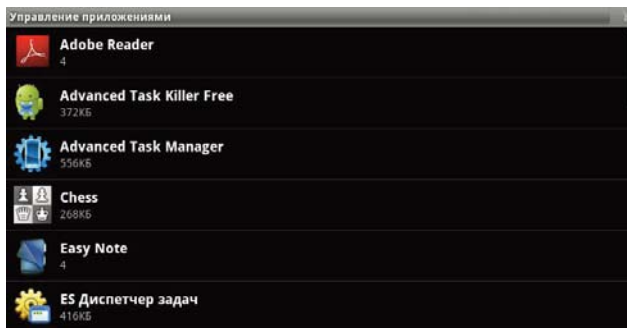 Управление приложениями
Adobe Reader
4
Advanced Task Killer Free
372КБ
Advanced Task Manager
556КБ
Chess
268КБ
Easy Note
4
ES Диспетчер задач
416КБ